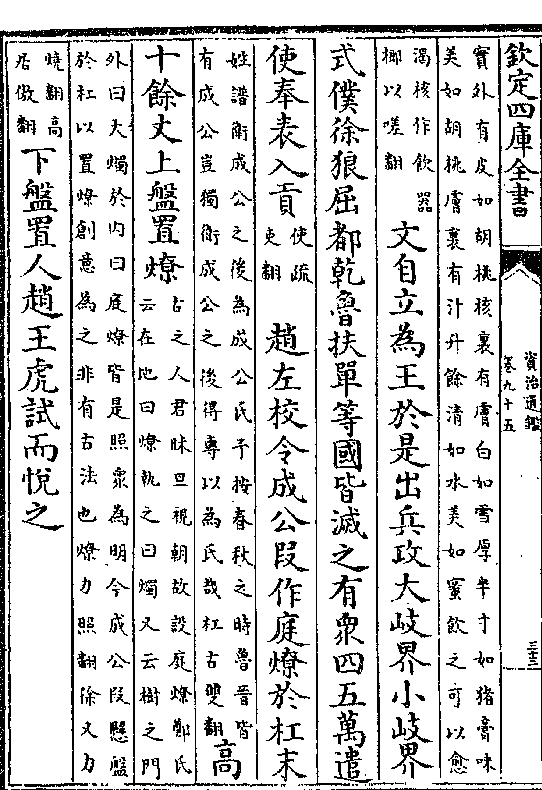 欽定四庫全書
資治通鑑
卷九十五
三十三
實外有皮如胡桃核裏有膚白如雪厚半寸如猪膏味
美如胡桃膚裏有汁升餘清如水美如蜜飲之可以愈
渴核作飲器
椰以嗟翻
文自立為王於是出兵攻大岐界小岐界
式僕徐狼屈都乾魯扶單等國皆滅之有衆四五萬遣
使奉表入貢
使疏
吏翻
趙左校令成公段作庭燎於杠末
姓譜衛成公之後為成公氏予按春秋之時魯晉皆
有成公豈獨衛成公之後得專以為氏哉杠古雙翻
高
十餘丈上盤置燎
古之人君昧旦視朝故設庭燎鄭氏
云在地曰燎執之曰燭又云樹之門
外曰大燭於内曰庭燎皆是照衆為明今成公段懸盤
於杠以置燎創意為之非有古法也燎力照翻徐又力
燒翻高
居傲翻
下盤置人趙王虎試而悅之